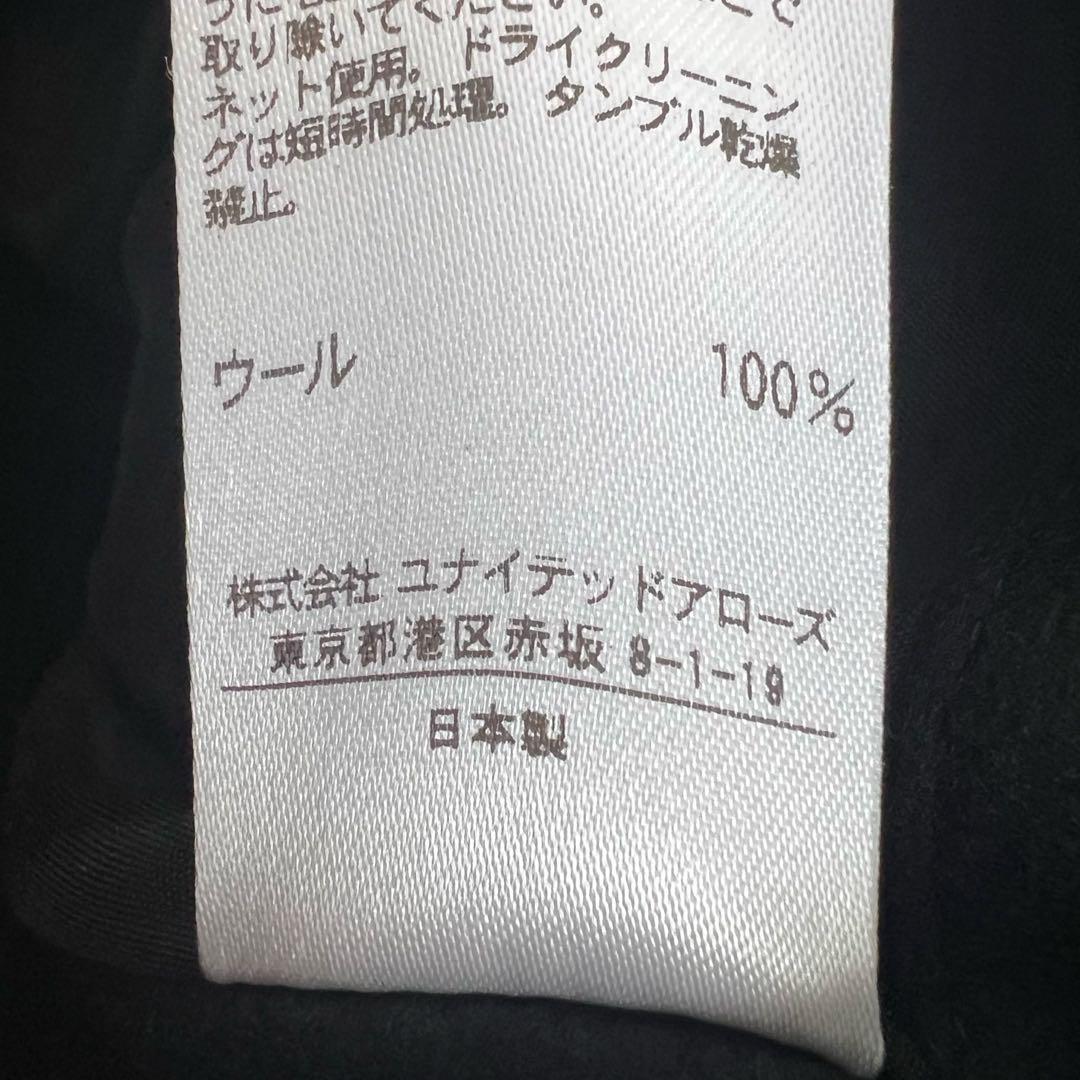 取り除いてください。
ネット使用。ドライクリーニン
グは短時間処理。タンブル乾燥
禁止。
ウール 100%
株式会社 ユナイテッドアローズ
東京都港区赤坂 8-1-19
日本製